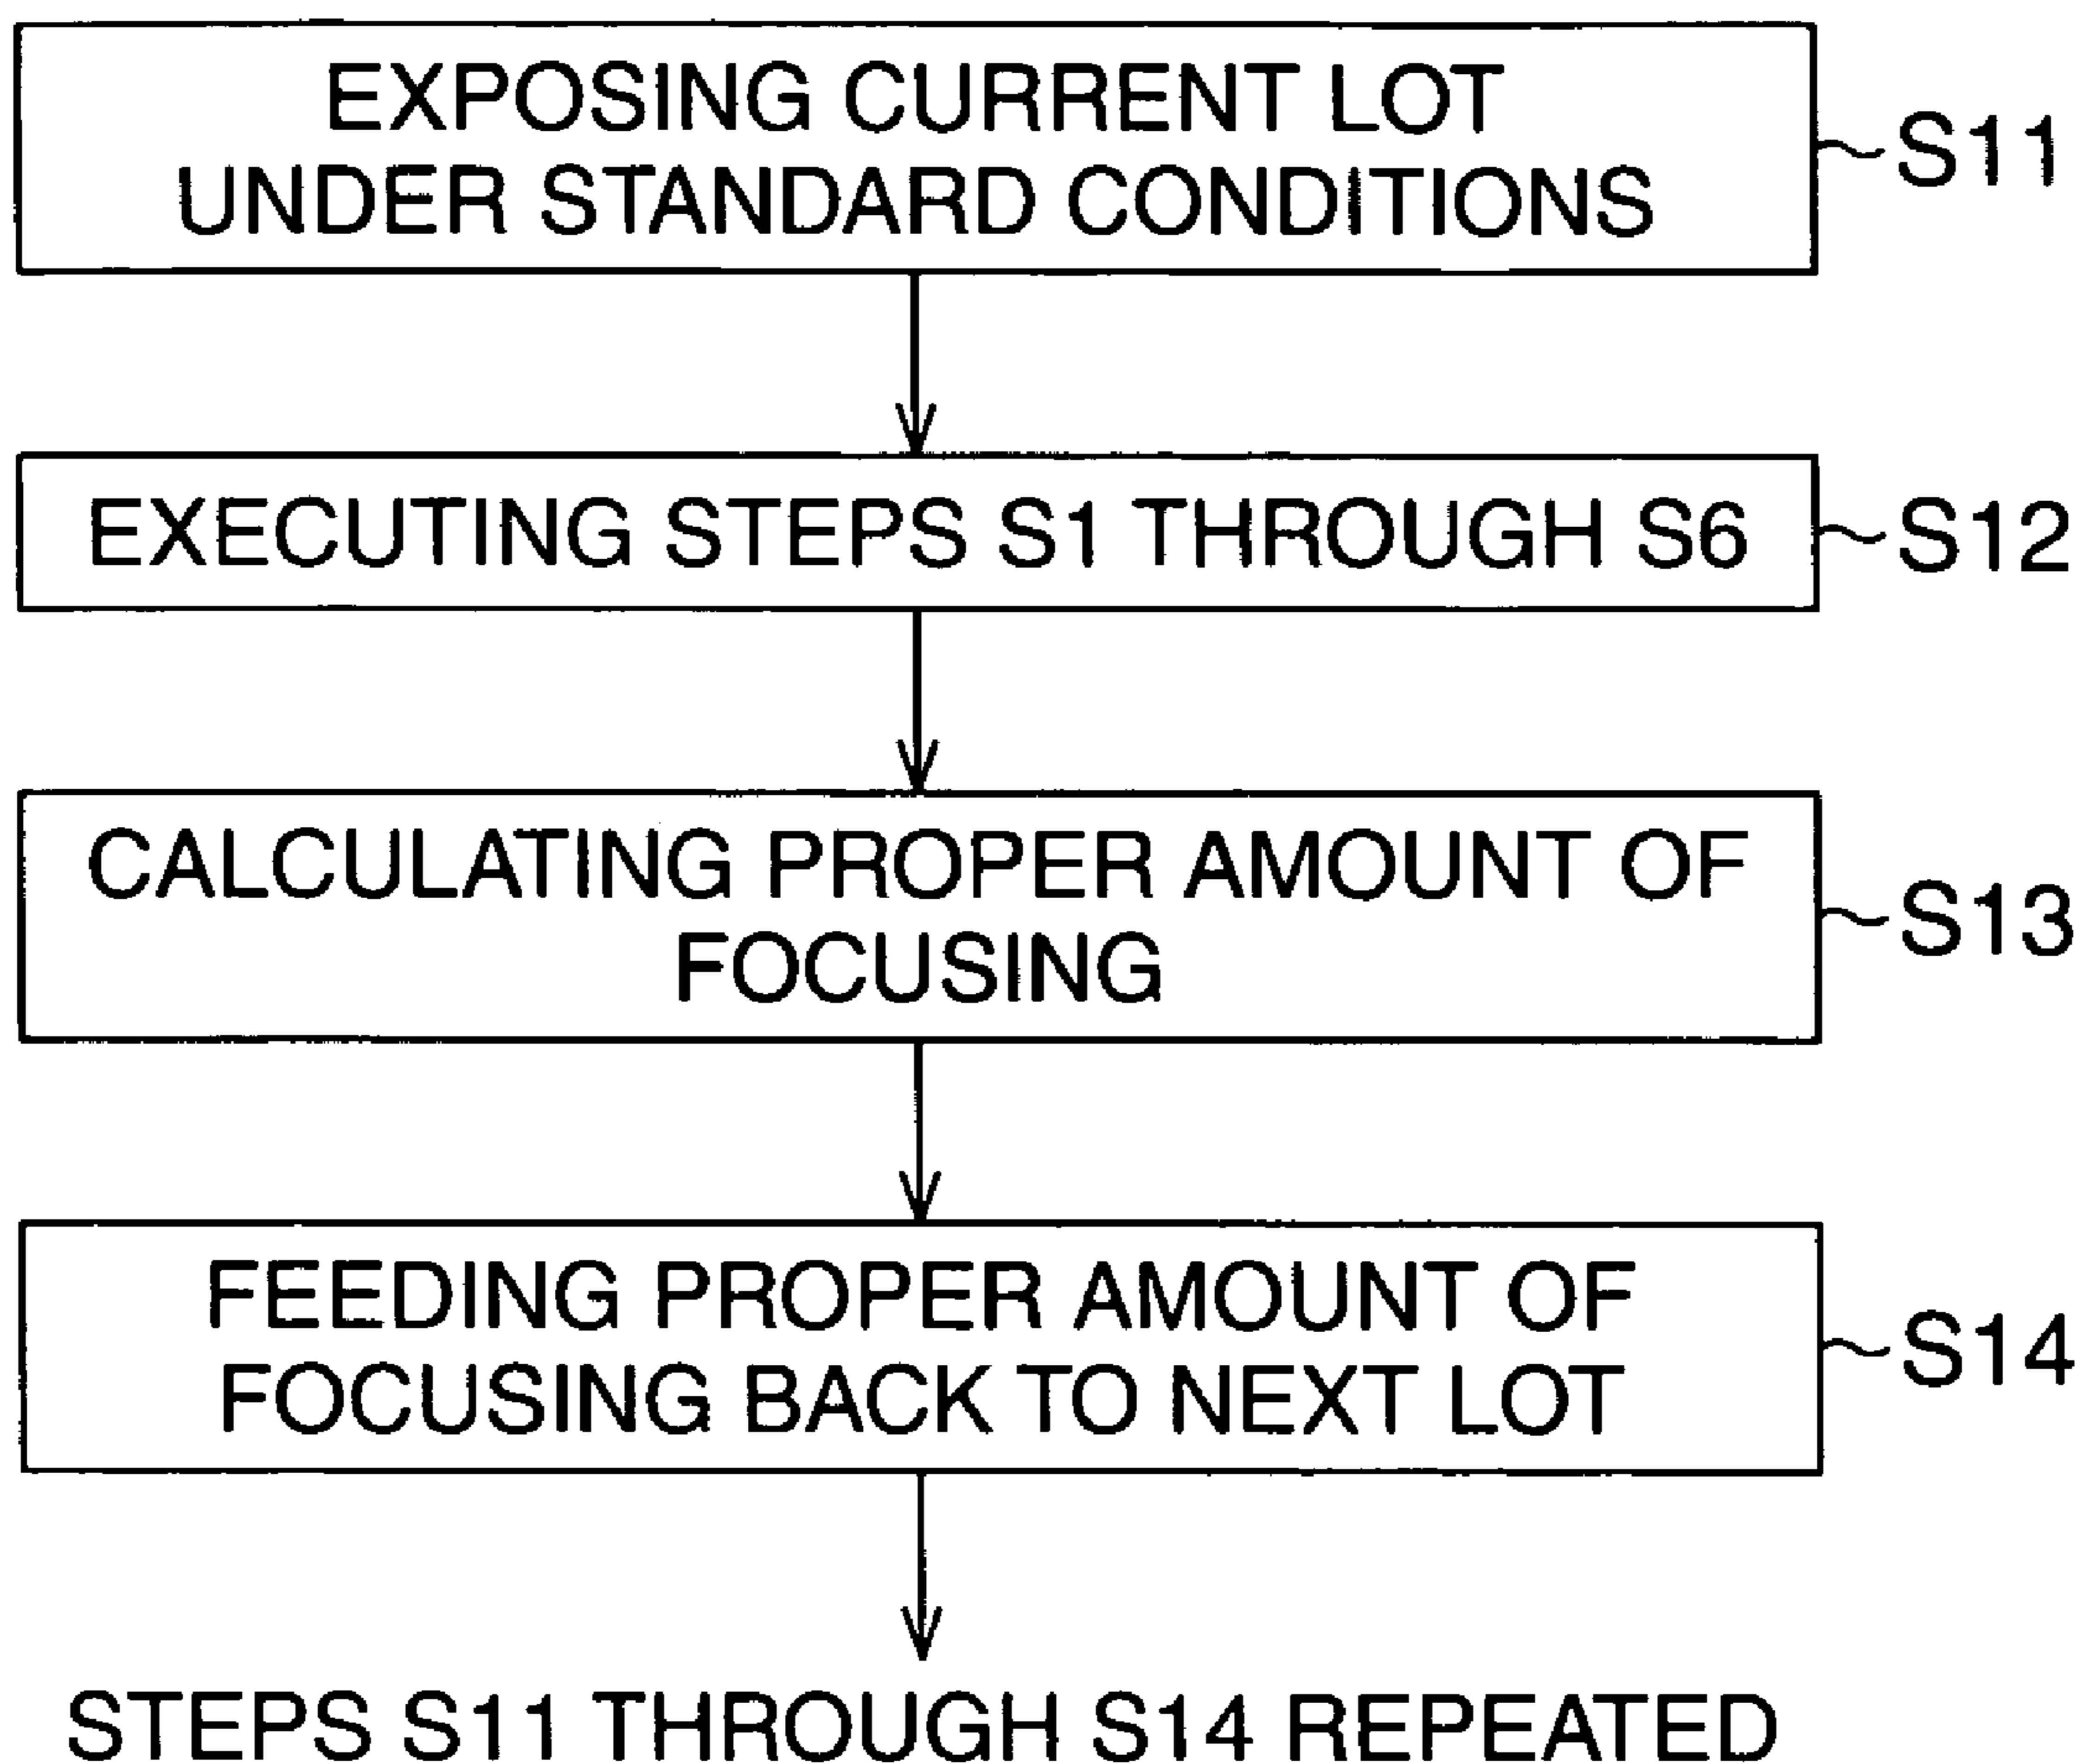 EXPOSING CURRENT LOT
UNDER STANDARD CONDITIONS
S11
EXECUTING STEPS S1 THROUGH S6
S12
CALCULATING PROPER AMOUNT OF
FOCUSING
S13
FEEDING PROPER AMOUNT OF
FOCUSING BACK TO NEXT LOT
S14
STEPS S11 THROUGH S14 REPEATED